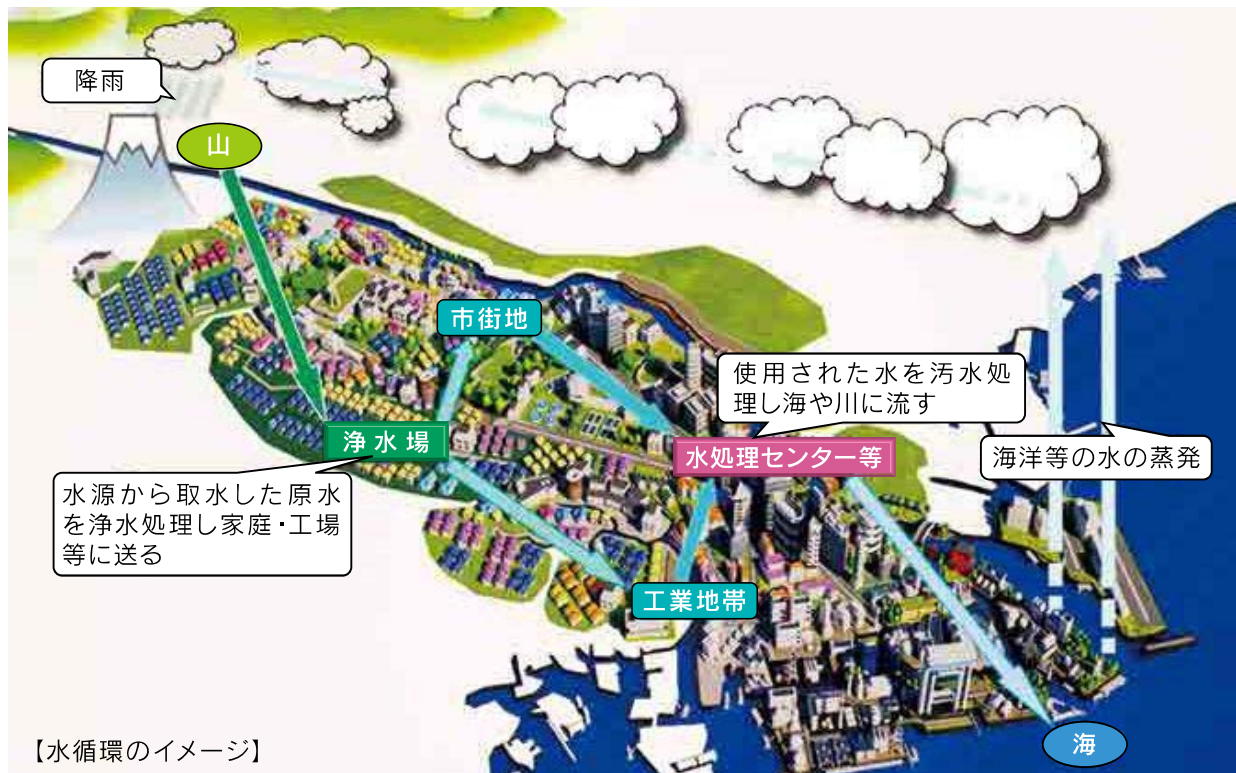 降雨
山
市街地
使用された水を汚水処
理し海や川に流す
浄水場
水処理センター等
海洋等の水の蒸発
水源から取水した原水
を浄水処理し家庭・工場
等に送る
工業地帯
海
【水循環のイメージ】